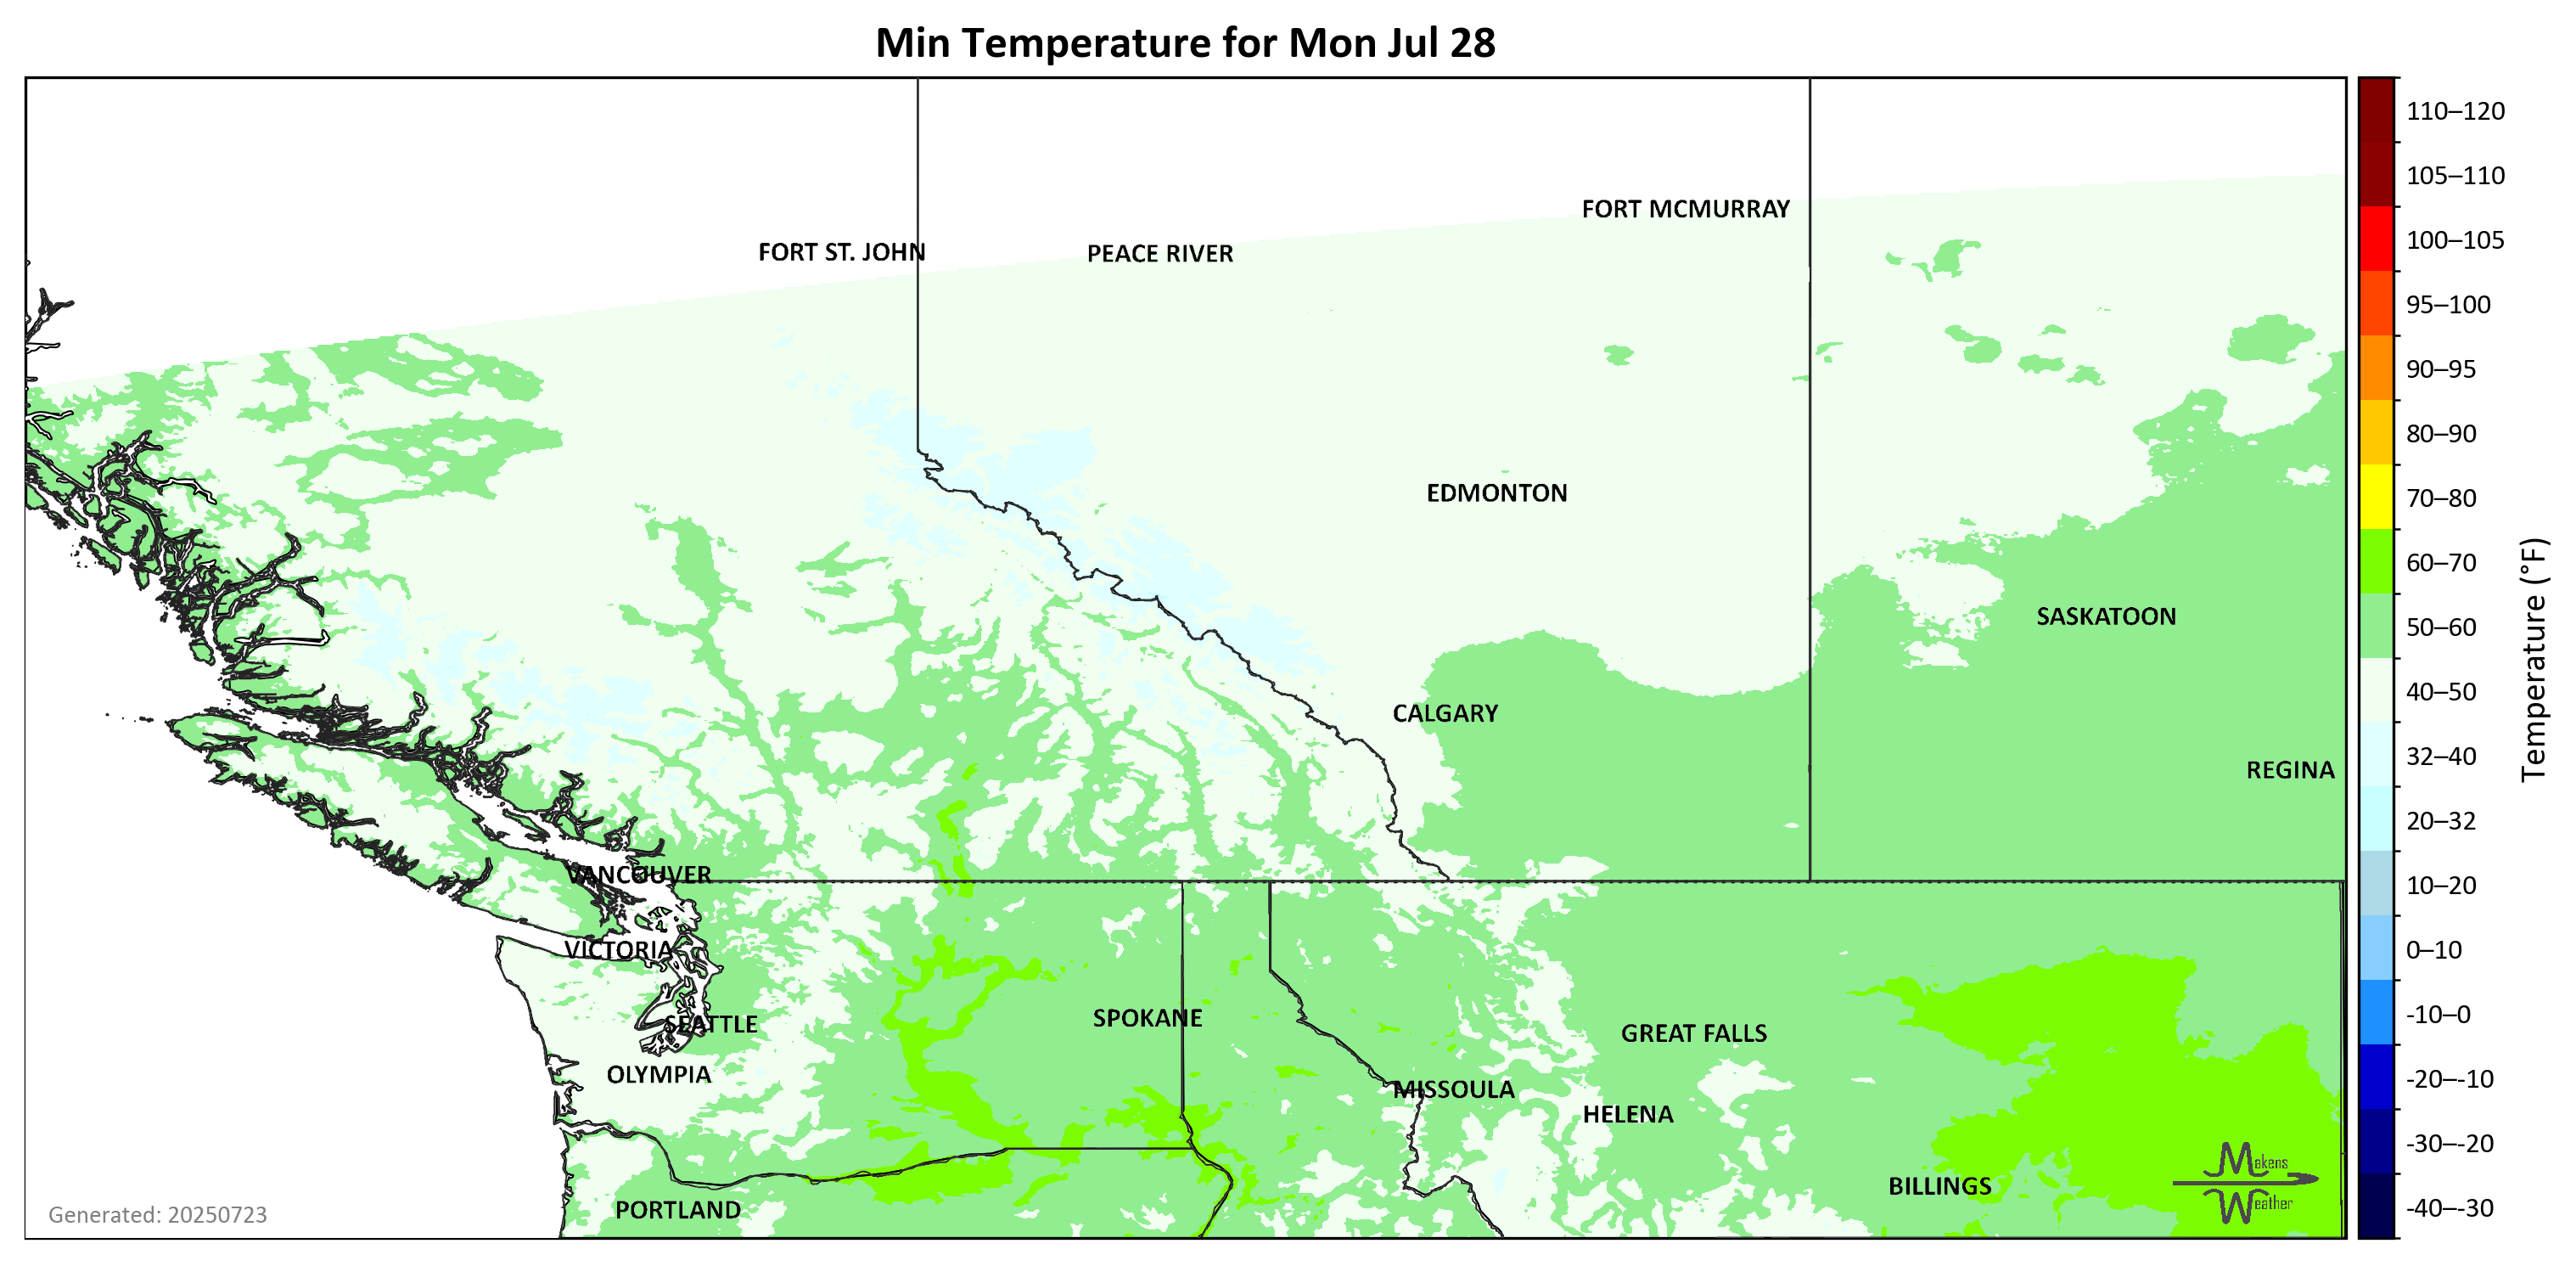 Min Temperature for Mon Jul 28
FORT MCMURRAY
FORT ST. JOHN
PEACE RIVER
EDMONTON
SASKATOON
CALGARY
REGINA
VANCOUVER
VICTORIA
SEATTLE
SPOKANE
GREAT FALLS
OLYMPIA
MISSOULA
HELENA
BILLINGS
PORTLAND
Makens
Weather
Generated: 20250723
110–120
105–110
100–105
95–100
90–95
80–90
70–80
60–70
50–60
40–50
32–40
20–32
10–20
0–10
-10–0
-20–-10
-30–-20
-40–-30
Temperature (°F)